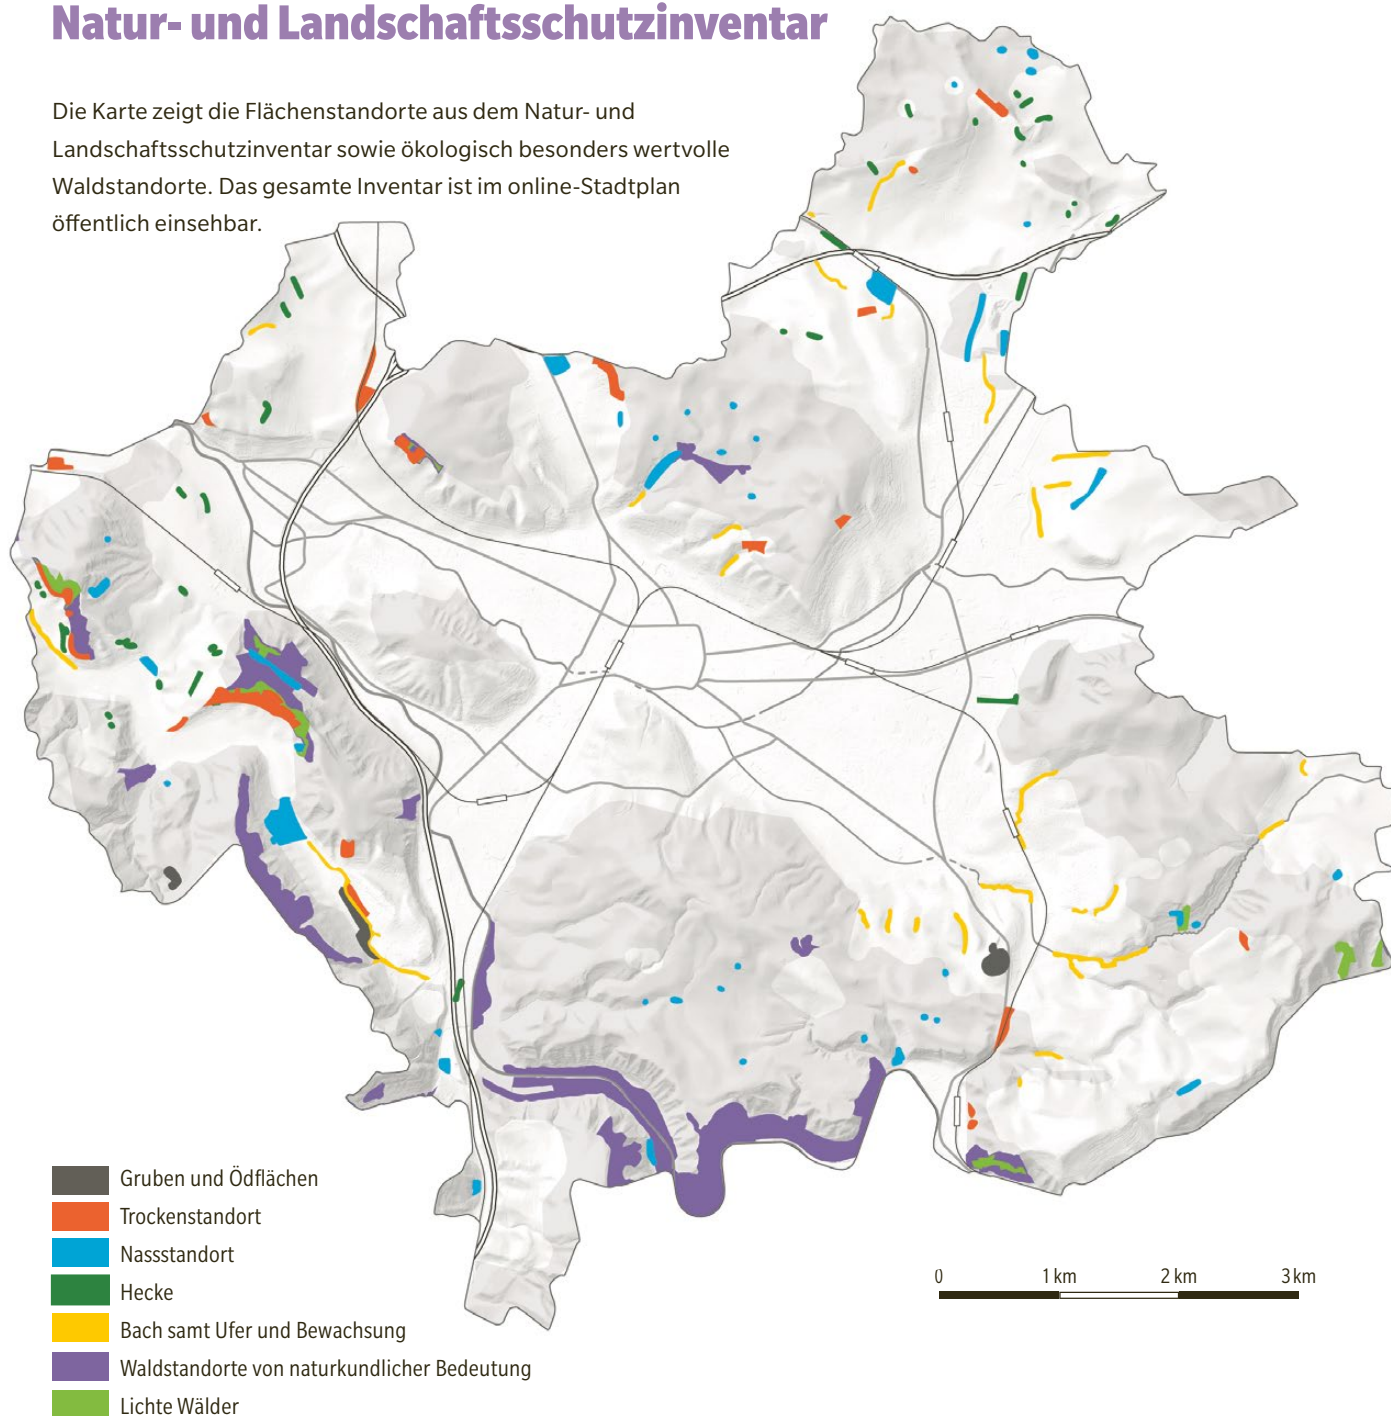 Natur- und Landschaftsschutzinventar
Die Karte zeigt die Flächenstandorte aus dem Natur- und
Landschaftsschutzinventar sowie ökologisch besonders wertvolle
Waldstandorte. Das gesamte Inventar ist im online-Stadtplan
öffentlich einsehbar.
Gruben und Ödflächen
Trockenstandort
Nassstandort
Hecke
Bach samt Ufer und Bewachsung
Waldstandorte von naturkundlicher Bedeutung
Lichte Wälder
0 1 km 2 km 3 km